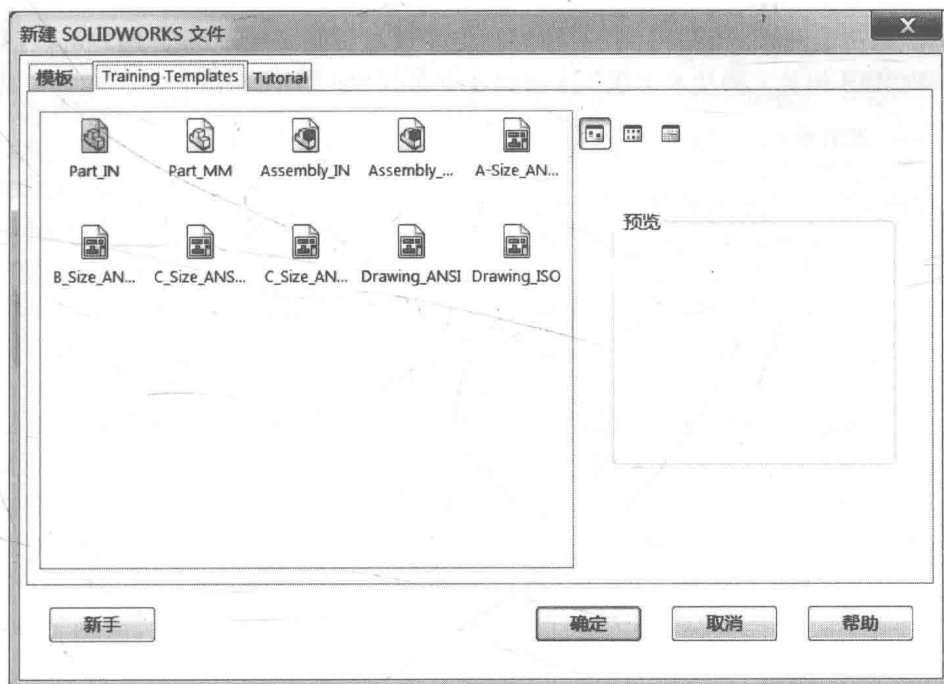 新建 SOLIDWORKS 文件
X
模板 Training Templates Tutorial
Part_IN Part_MM Assembly_IN Assembly_... A-Size_AN...
预览
B_Size_AN... C_Size_ANS... C_Size_AN... Drawing_ANSI Drawing_ISO
新手 确定 取消 帮助